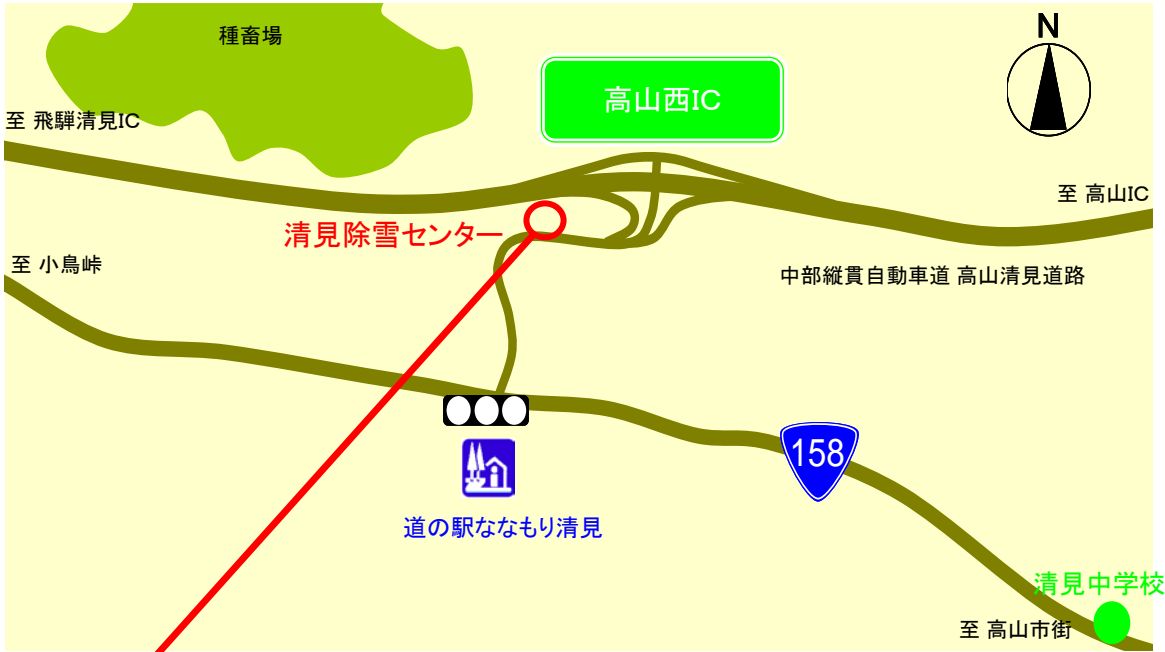 種畜場
N
高山西IC
至 飛騨清見IC
至 高山IC
清見除雪センター
至 小鳥峠
中部縦貫自動車道 高山清見道路
158
道の駅ななもり清見
清見中学校
至 高山市街